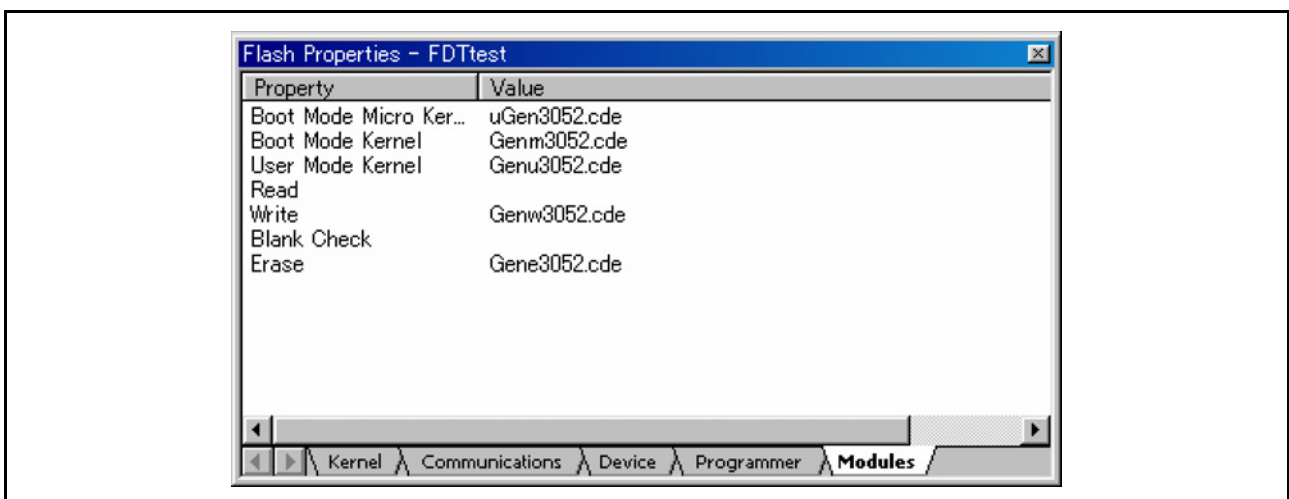 Flash Properties - FDTtest
Property Value
Boot Mode Micro Ker... uGen3052.cde
Boot Mode Kernel Genm3052.cde
User Mode Kernel Genu3052.cde
Read
Write Genw3052.cde
Blank Check
Erase Gene3052.cde
Kernel Communications Device Programmer Modules